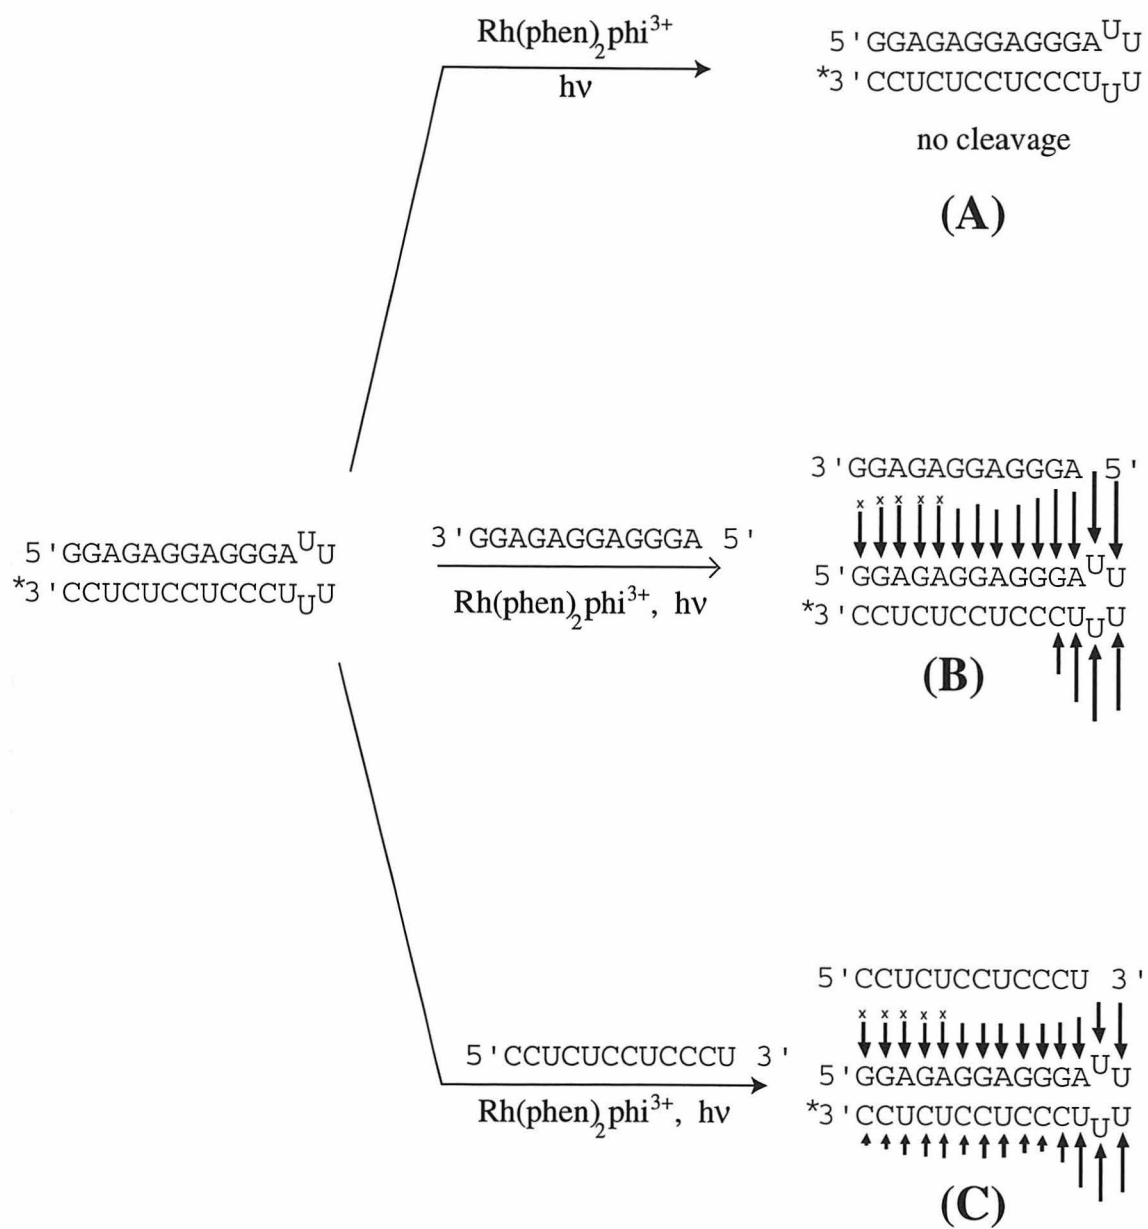 Rh(phen)2phi3+
hν
5 'GGAGAGGAGGGAUU
*3 'CCUCUCCUCCCUUU
no cleavage
(A)
5 'GGAGAGGAGGGAUU
*3 'CCUCUCCUCCCUUU
3 'GGAGAGGAGGGA 5 '
Rh(phen)2phi3+, hν
3 'GGAGAGGAGGGA 5 '
x x x x x
5 'GGAGAGGAGGGAUU
*3 'CCUCUCCUCCCUUU
(B)
5 'CCUCUCCUCCCU 3 '
Rh(phen)2phi3+, hν
5 'CCUCUCCUCCCU 3 '
x x x x x
5 'GGAGAGGAGGGAUU
*3 'CCUCUCCUCCCUUU
(C)